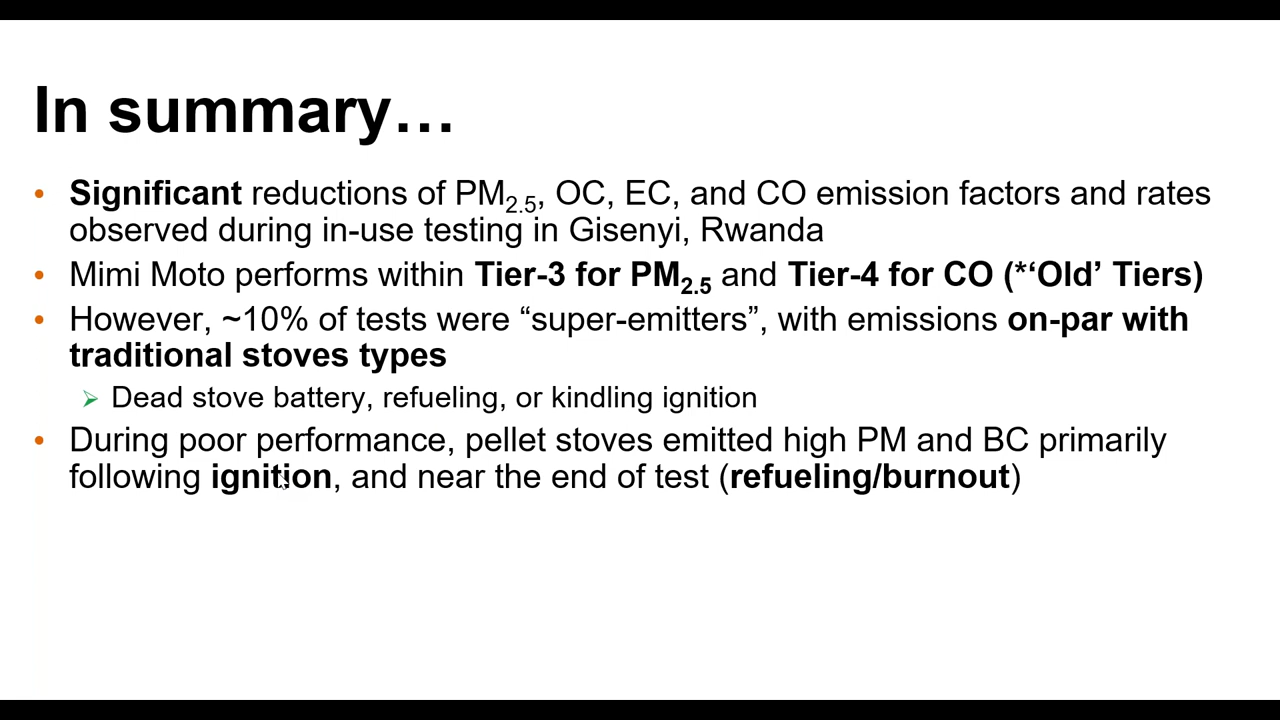 In summary…
• Significant reductions of PM2.5, OC, EC, and CO emission factors and rates
observed during in-use testing in Gisenyi, Rwanda
• Mimi Moto performs within Tier-3 for PM2.5 and Tier-4 for CO (*‘Old’ Tiers)
• However, ~10% of tests were “super-emitters”, with emissions on-par with
traditional stoves types
➢ Dead stove battery, refueling, or kindling ignition
• During poor performance, pellet stoves emitted high PM and BC primarily
following ignition, and near the end of test (refueling/burnout)